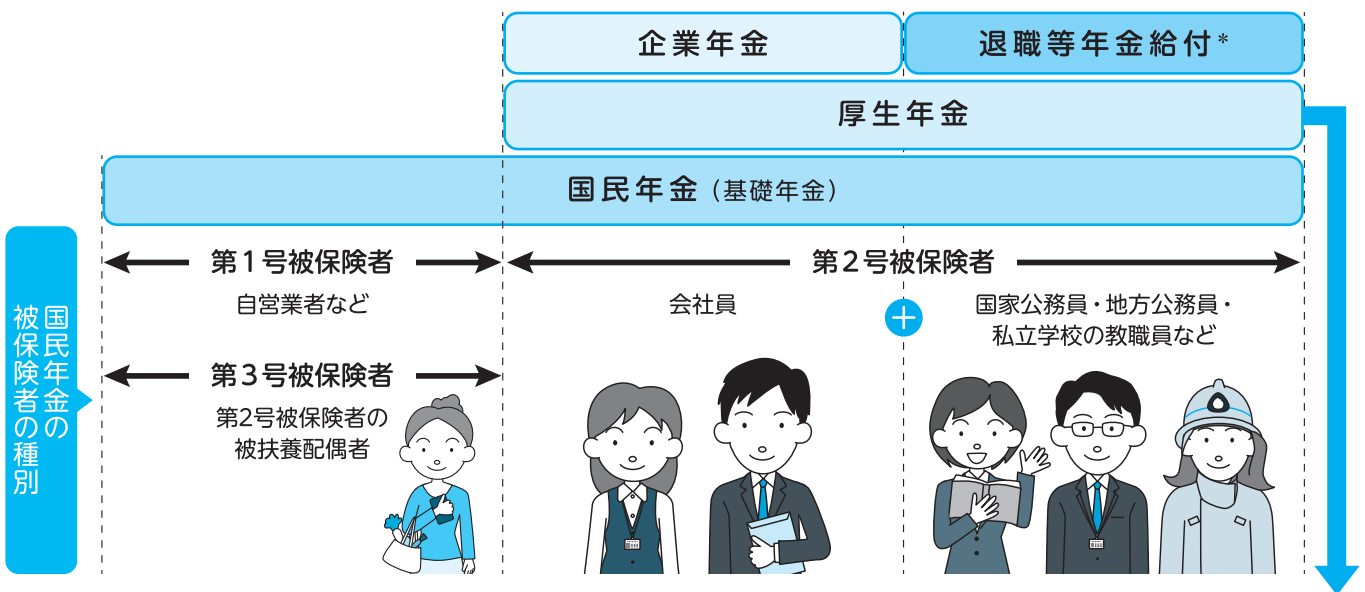 企業年金
退職等年金給付*
厚生年金
国民年金(基礎年金)
国民年金の
被保険者の種別
第1号被保険者
自営業者など
第2号被保険者
会社員
+
国家公務員・地方公務員・
私立学校の教職員など
第3号被保険者
第2号被保険者の
被扶養配偶者